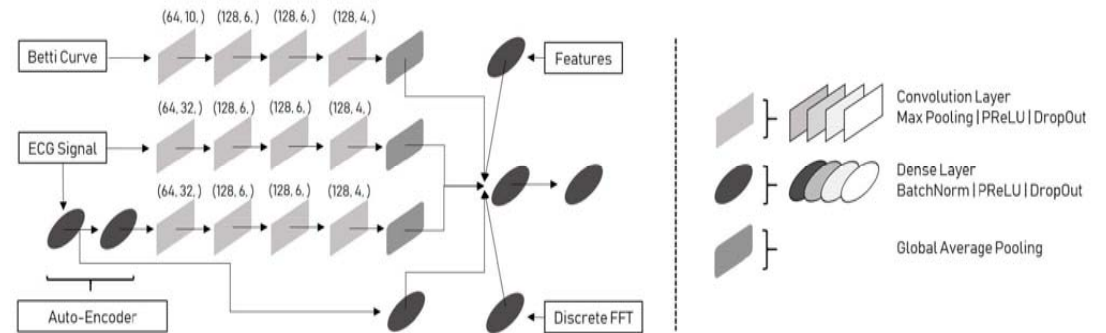 (64, 10, ) (128, 6, ) (128, 6, ) (128, 4, )
Betti Curve
Features
(64, 32, ) (128, 6, ) (128, 6, ) (128, 4, )
ECG Signal
(64, 32, ) (128, 6, ) (128, 6, ) (128, 4, )
Auto-Encoder
Discrete FFT
Convolution Layer
Max Pooling | PReLU | DropOut
Dense Layer
BatchNorm | PReLU | DropOut
Global Average Pooling